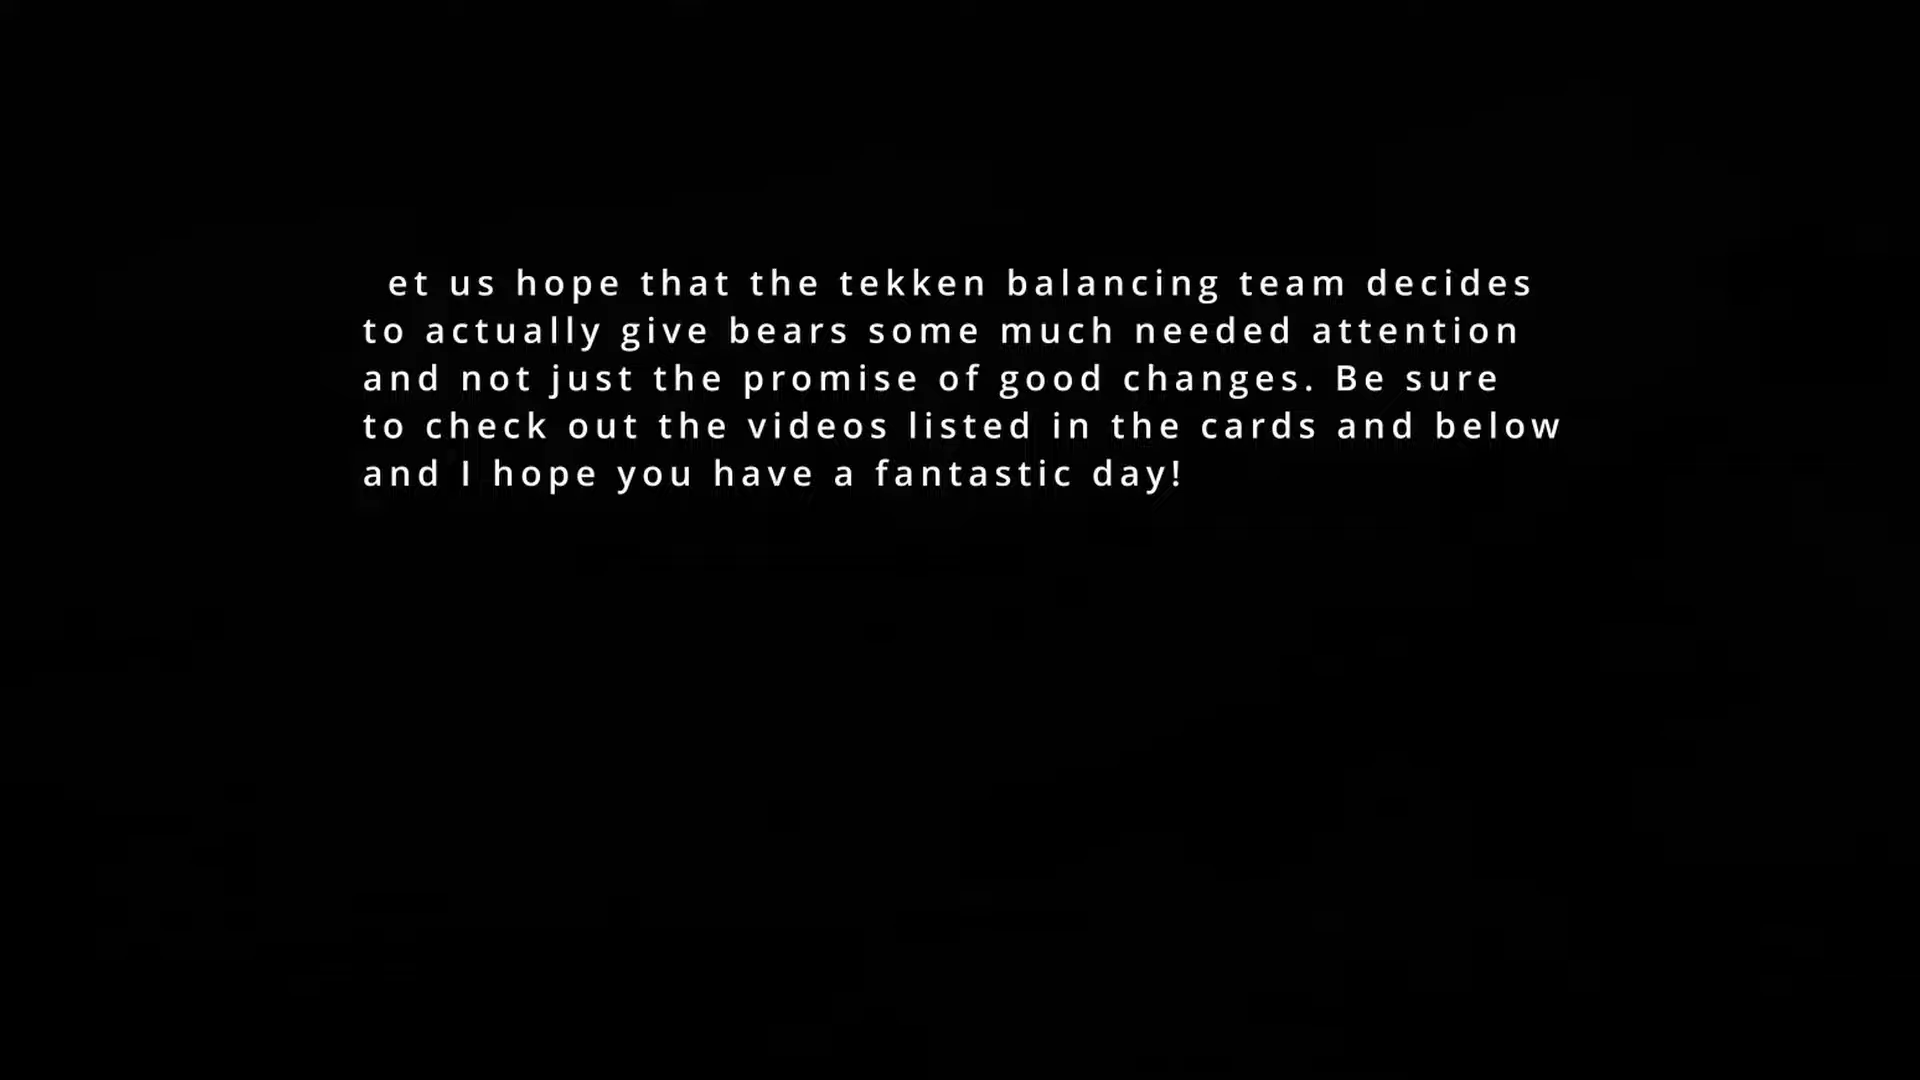 et us hope that the tekken balancing team decides
to actually give bears some much needed attention
and not just the promise of good changes. Be sure
to check out the videos listed in the cards and below
and I hope you have a fantastic day!